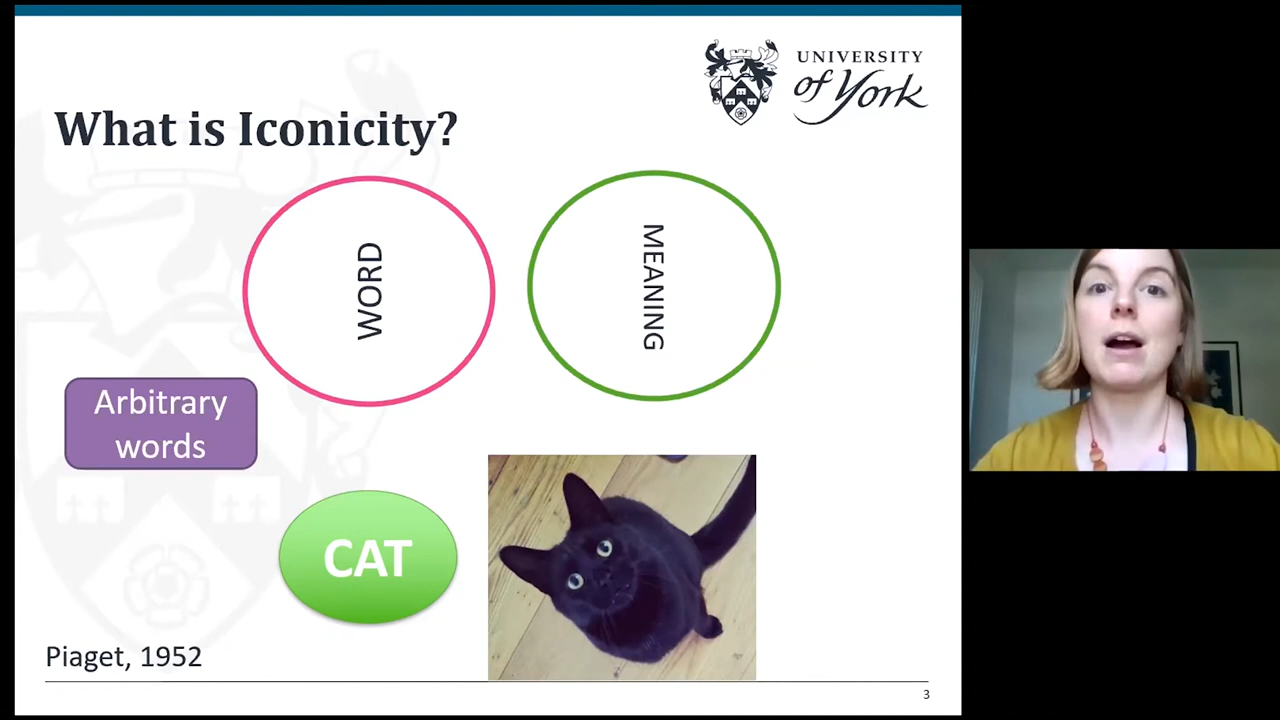 UNIVERSITY
of York
What is Iconicity?
WORD
MEANING
Arbitrary
words
CAT
Piaget, 1952
3